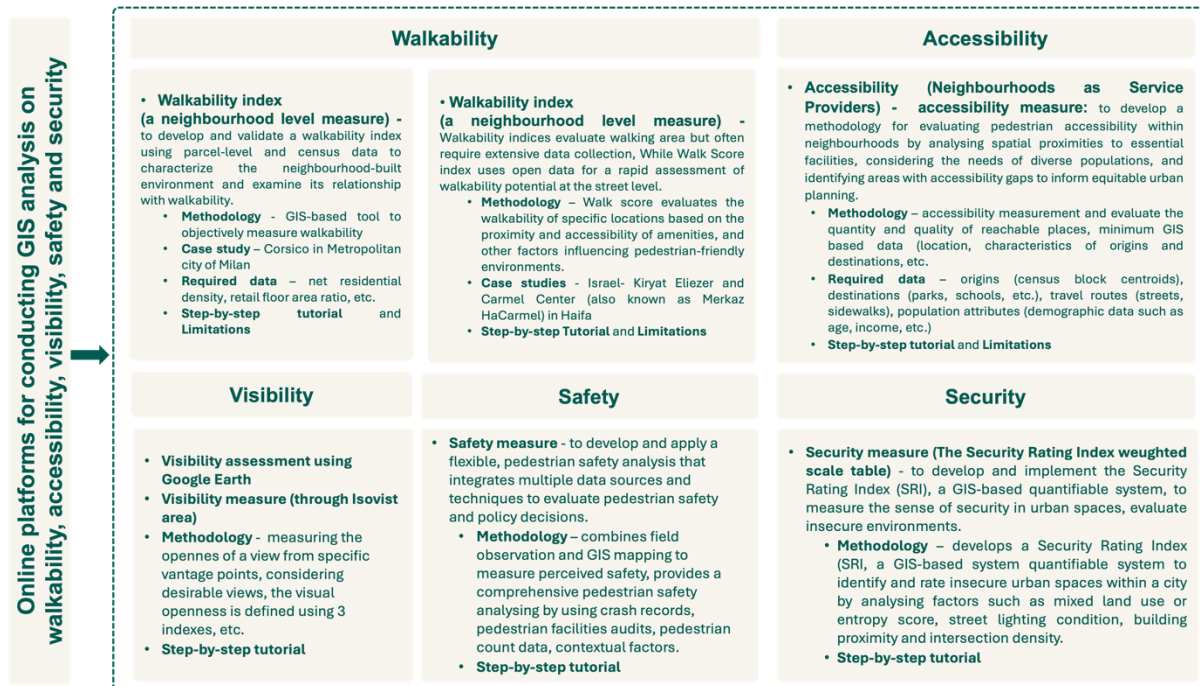 Online platforms for conducting GIS analysis on
walkability, accessibility, visibility, safety and security
Walkability
• Walkability index
(a neighbourhood level measure) -
to develop and validate a walkability index
using parcel-level and census data to
characterize the neighbourhood-built
environment and examine its relationship
with walkability.
• Methodology - GIS-based tool to
objectively measure walkability
• Case study – Corsico in Metropolitan
city of Milan
• Required data – net residential
density, retail floor area ratio, etc.
• Step-by-step tutorial and
Limitations
• Walkability index
(a neighbourhood level measure) -
Walkability indices evaluate walking area but often
require extensive data collection, While Walk Score
index uses open data for a rapid assessment of
walkability potential at the street level.
• Methodology – Walk score evaluates the
walkability of specific locations based on the
proximity and accessibility of amenities, and
other factors influencing pedestrian-friendly
environments.
• Case studies - Israel- Kiryat Eliezer and
Carmel Center (also known as Merkaz
HaCarmel) in Haifa
• Step-by-step Tutorial and Limitations
Accessibility
• Accessibility (Neighbourhoods as Service
Providers) - accessibility measure: to develop a
methodology for evaluating pedestrian accessibility within
neighbourhoods by analysing spatial proximities to essential
facilities, considering the needs of diverse populations, and
identifying areas with accessibility gaps to inform equitable urban
planning.
• Methodology – accessibility measurement and evaluate the
quantity and quality of reachable places, minimum GIS
based data (location, characteristics of origins and
destinations, etc.
• Required data – origins (census block centroids),
destinations (parks, schools, etc.), travel routes (streets,
sidewalks), population attributes (demographic data such as
age, income, etc.)
• Step-by-step tutorial and Limitations
Visibility
• Visibility assessment using
Google Earth
• Visibility measure (through Isovist
area)
• Methodology - measuring the
opennes of a view from specific
vantage points, considering
desirable views, the visual
openness is defined using 3
indexes, etc.
• Step-by-step tutorial
Safety
• Safety measure - to develop and apply a
flexible, pedestrian safety analysis that
integrates multiple data sources and
techniques to evaluate pedestrian safety
and policy decisions.
• Methodology – combines field
observation and GIS mapping to
measure perceived safety, provides a
comprehensive pedestrian safety
analysing by using crash records,
pedestrian facilities audits, pedestrian
count data, contextual factors.
• Step-by-step tutorial
Security
• Security measure (The Security Rating Index weughted
scale table) - to develop and implement the Security
Rating Index (SRI), a GIS-based quantifiable system, to
measure the sense of security in urban spaces, evaluate
insecure environments.
• Methodology – develops a Security Rating Index
(SRI, a GIS-based system quantifiable system to
identify and rate insecure urban spaces within a city
by analysing factors such as mixed land use or
entropy score, street lighting condition, building
proximity and intersection density.
• Step-by-step tutorial